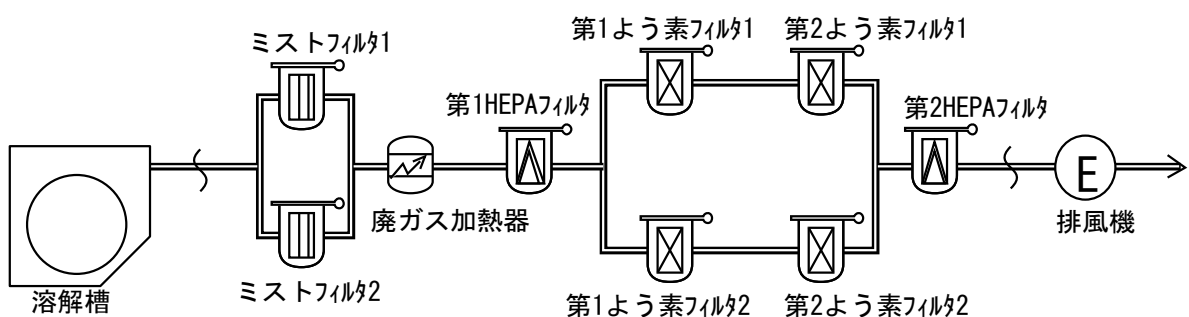 ミストフィルタ1
第1よう素フィルタ1
第2よう素フィルタ1
第1HEPAフィルタ
第2HEPAフィルタ
E
廃ガス加熱器
排風機
溶解槽
ミストフィルタ2
第1よう素フィルタ2
第2よう素フィルタ2